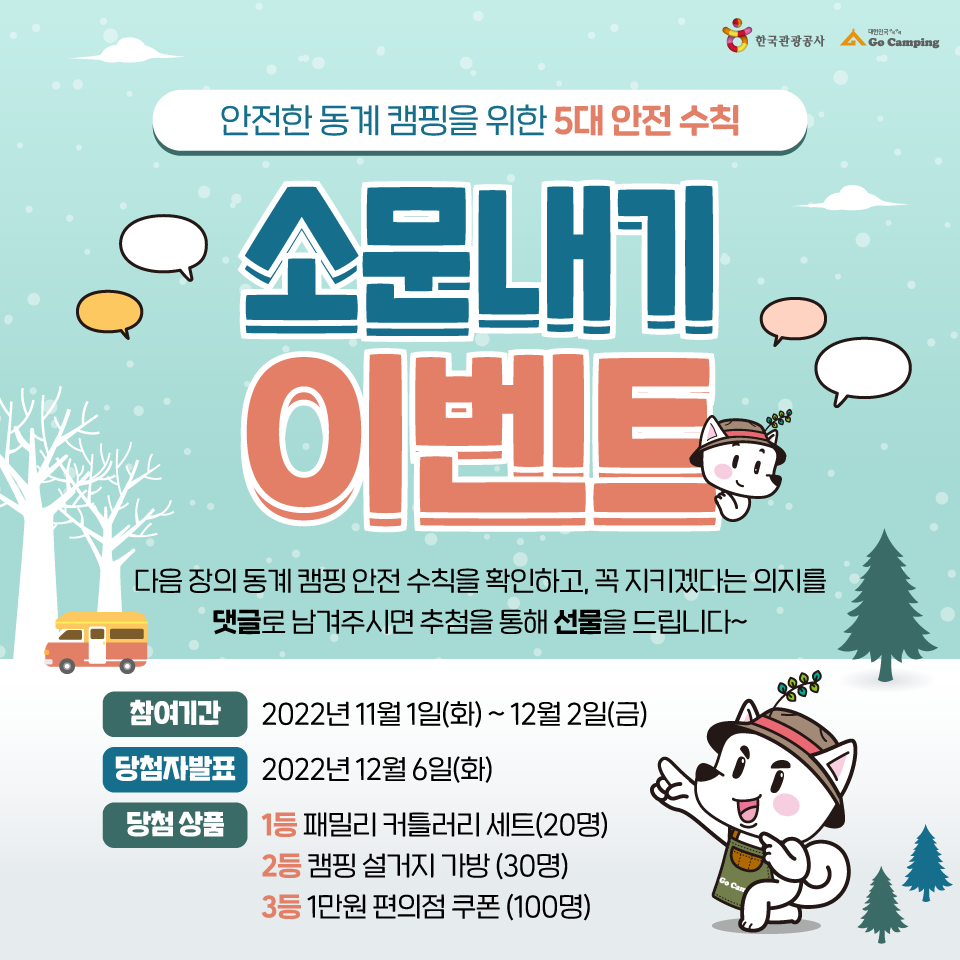 한국관광공사
Go Camping
안전한 동계 캠핑을 위한 5대 안전 수칙
소문내기
이벤트
다음 장의 동계 캠핑 안전 수칙을 확인하고, 꼭 지키겠다는 의지를
댓글로 남겨주시면 추첨을 통해 선물을 드립니다~
참여기간 2022년 11월 1일(화) ~ 12월 2일(금)
당첨자발표 2022년 12월 6일(화)
당첨 상품 1등 패밀리 커틀러리 세트(20명)
2등 캠핑 설거지 가방 (30명)
3등 1만원 편의점 쿠폰 (100명)
Go Cam